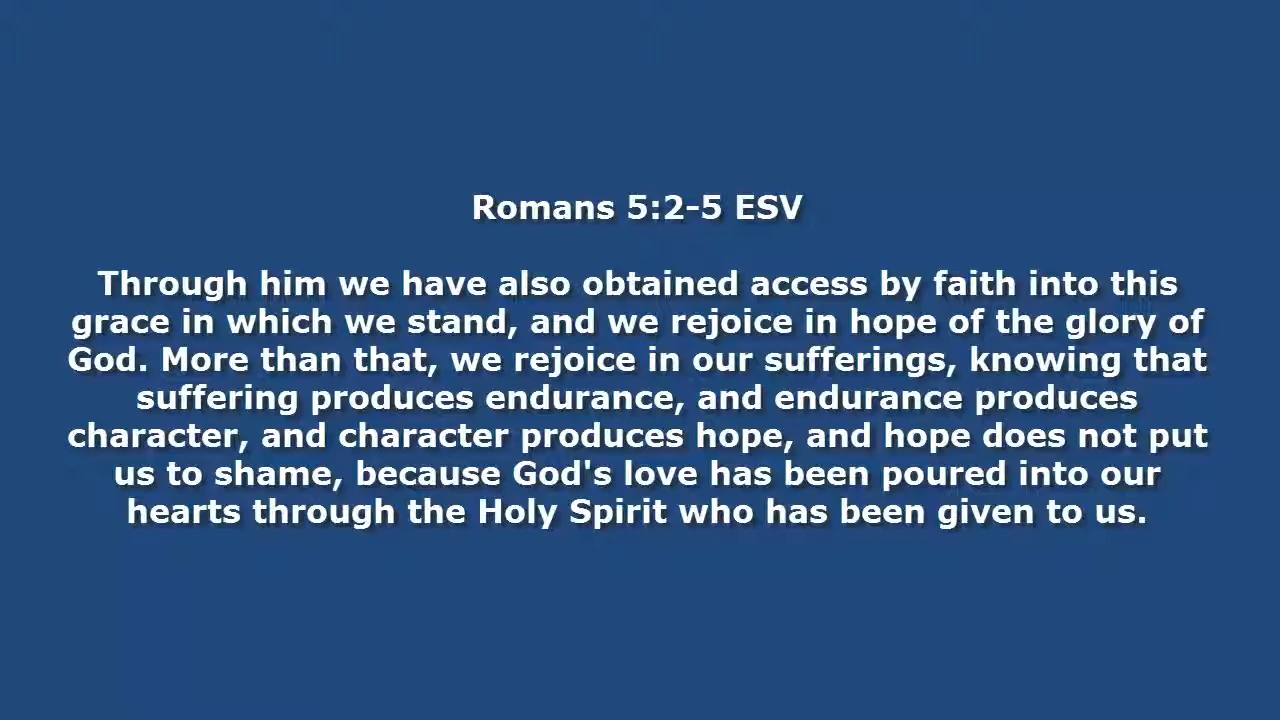 Romans 5:2-5 ESV
Through him we have also obtained access by faith into this
grace in which we stand, and we rejoice in hope of the glory of
God. More than that, we rejoice in our sufferings, knowing that
suffering produces endurance, and endurance produces
character, and character produces hope, and hope does not put
us to shame, because God's love has been poured into our
hearts through the Holy Spirit who has been given to us.